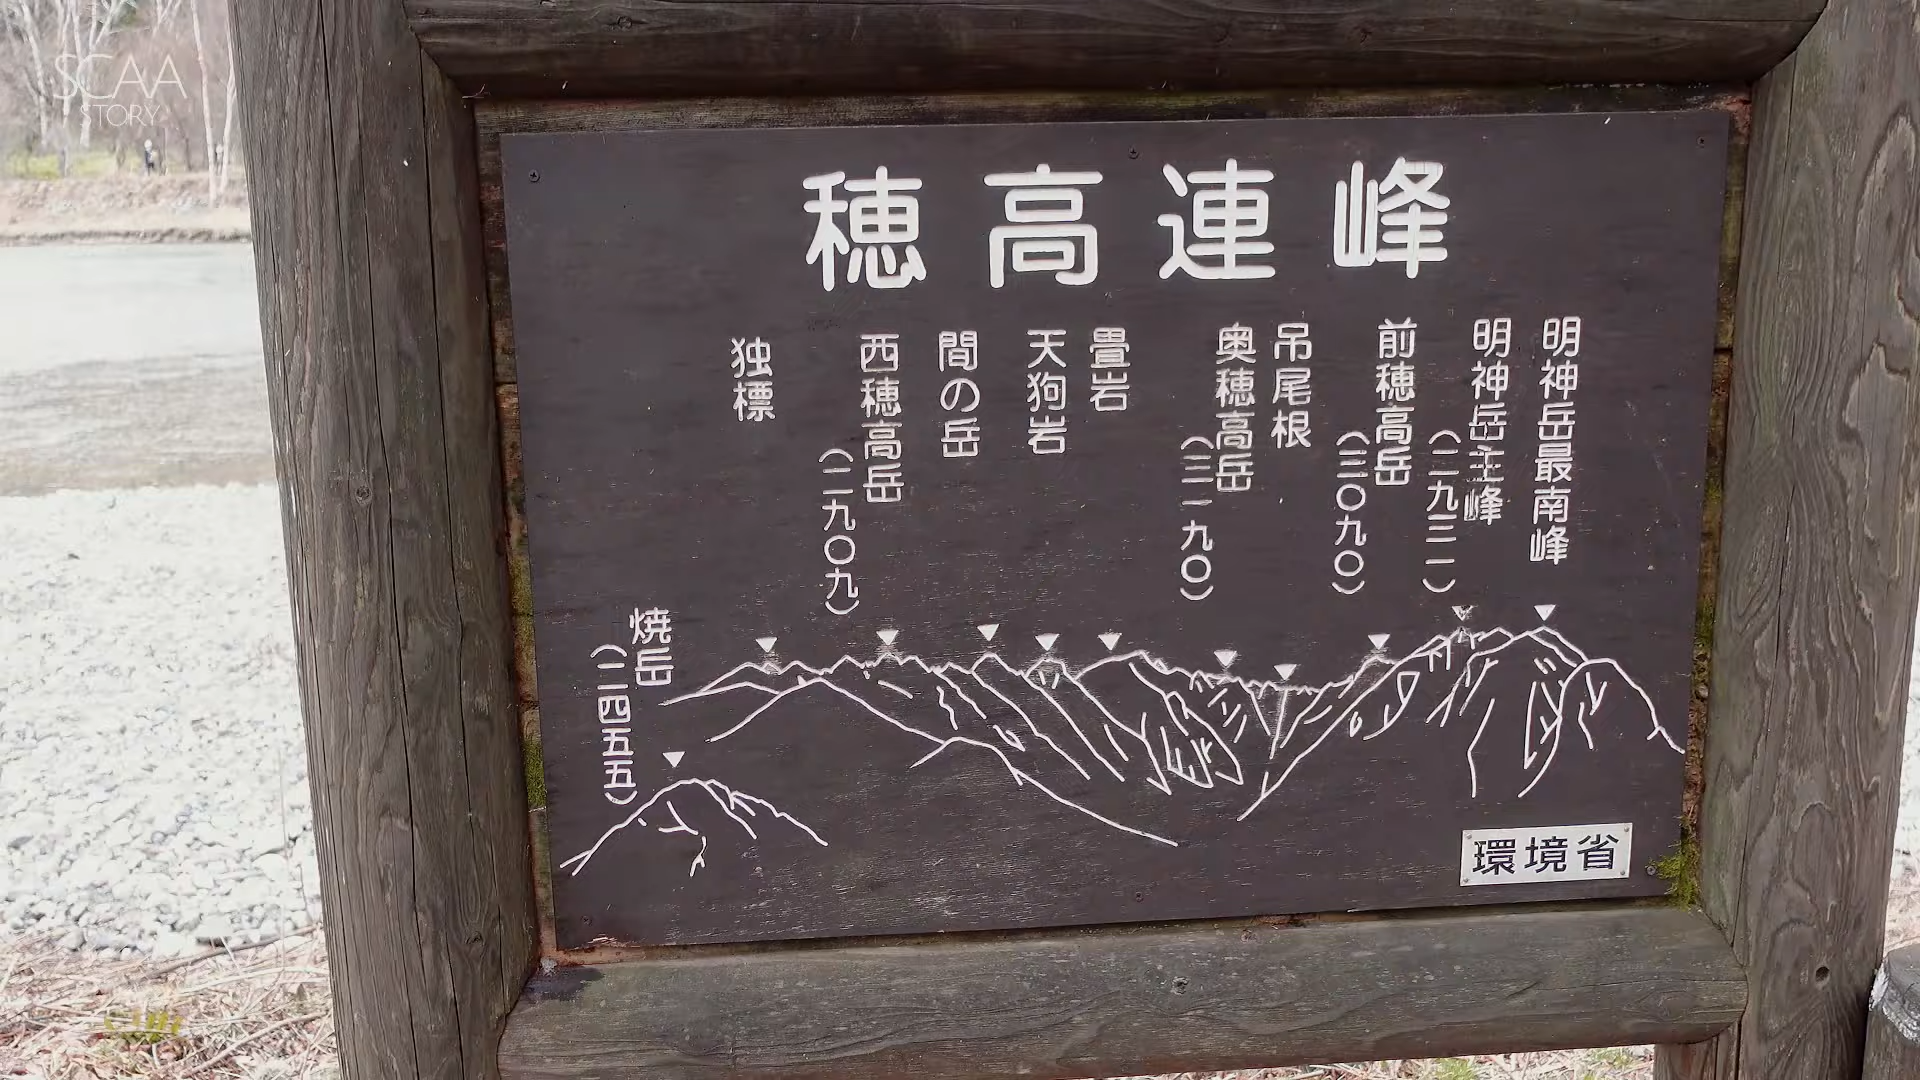 SCAA
STORY
穂高連峰
明神岳最南峰
明神岳主峰
(二九三一)
前穂高岳
(三〇九〇)
吊尾根
奥穂高岳
(三一九〇)
畳岩
天狗岩
間の岳
西穂高岳
(二九〇九)
独標
焼岳
(二四五五)
環境省